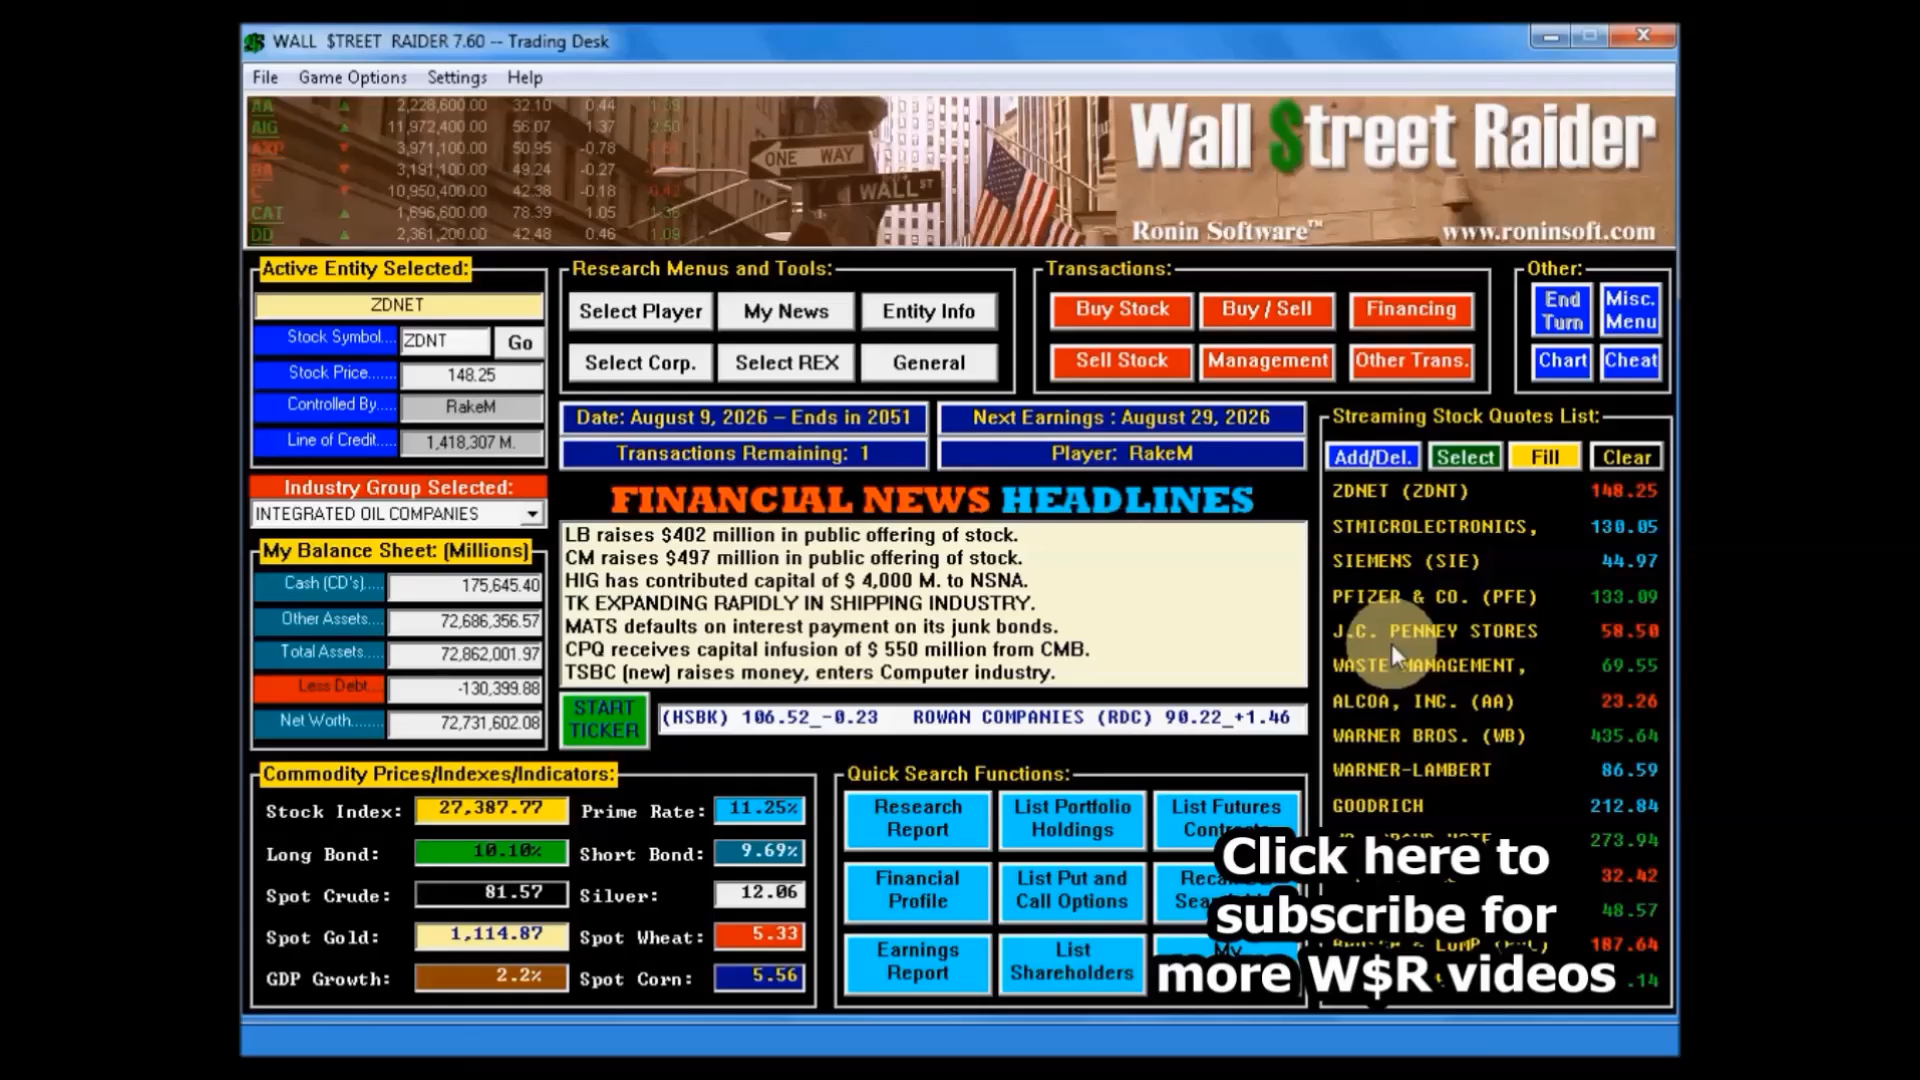 WALL $TREET RAIDER 7.60 -- Trading Desk
File Game Options Settings Help
AA 2,228,600.00 32.10 0.44 1.39
AIG 11,972,400.00 56.07 1.37 2.50
AXP 3,971,100.00 50.95 -0.78
BA 3,191,100.00 49.24 -0.27
C 10,950,400.00 42.38 -0.18 -0.42
CAT 1,696,600.00 78.39 1.05 1.36
DD 2,361,200.00 42.48 0.46 1.09
ONE WAY
WALL ST
Wall $treet Raider
Ronin Software™ www.roninsoft.com
Active Entity Selected:
ZDNET
Stock Symbol... ZDNT Go
Stock Price....... 148.25
Controlled By.... RakeM
Line of Credit.... 1,418,307 M.
Industry Group Selected:
INTEGRATED OIL COMPANIES
My Balance Sheet: (Millions)
Cash (CD's).... 175,645.40
Other Assets.... 72,686,356.57
Total Assets.... 72,862,001.97
Less Debt.... -130,399.88
Net Worth....... 72,731,602.08
Research Menus and Tools:
Select Player My News Entity Info
Select Corp. Select REX General
Transactions:
Buy Stock Buy / Sell Financing
Sell Stock Management Other Trans.
Other:
End Turn Misc. Menu
Chart Cheat
Date: August 9, 2026 -- Ends in 2051
Next Earnings : August 29, 2026
Transactions Remaining: 1
Player: RakeM
FINANCIAL NEWS HEADLINES
LB raises $402 million in public offering of stock.
CM raises $497 million in public offering of stock.
HIG has contributed capital of $ 4,000 M. to NSNA.
TK EXPANDING RAPIDLY IN SHIPPING INDUSTRY.
MATS defaults on interest payment on its junk bonds.
CPQ receives capital infusion of $ 550 million from CMB.
TSBC (new) raises money, enters Computer industry.
START TICKER
(HSBK) 106.52_-0.23 ROWAN COMPANIES (RDC) 90.22_+1.46
Streaming Stock Quotes List:
Add/Del. Select Fill Clear
ZDNET (ZDNT) 148.25
STMICROLECTRONICS, 130.05
SIEMENS (SIE) 44.97
PFIZER & CO. (PFE) 133.09
J.C. PENNEY STORES 58.50
WASTE MANAGEMENT, 69.55
ALCOA, INC. (AA) 23.26
WARNER BROS. (WB) 435.64
WARNER-LAMBERT 86.59
GOODRICH 212.84
273.94
32.42
48.57
187.64
.14
Commodity Prices/Indexes/Indicators:
Stock Index: 27,387.77 Prime Rate: 11.25%
Long Bond: 10.10% Short Bond: 9.69%
Spot Crude: 81.57 Silver: 12.06
Spot Gold: 1,114.87 Spot Wheat: 5.33
GDP Growth: 2.2% Spot Corn: 5.56
Quick Search Functions:
Research Report List Portfolio Holdings List Futures
Financial Profile List Put and Call Options
Earnings Report List Shareholders My
Click here to
subscribe for
more W$R videos